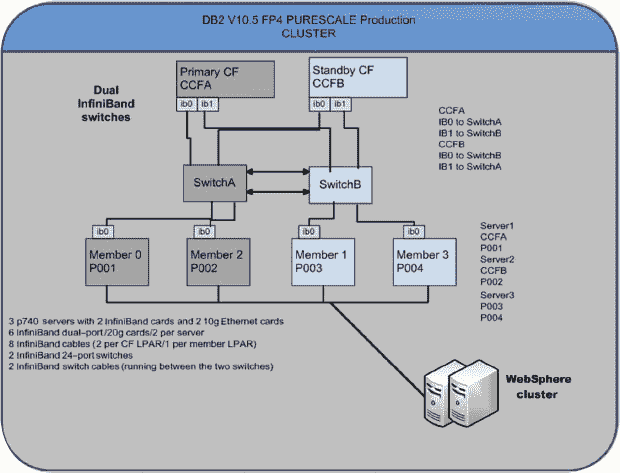 DB2 V10.5 FP4 PURESCALE Production
CLUSTER
Dual
InfiniBand
switches
Primary CF
CCFA
ib0
ib1
Standby CF
CCFB
ib0
ib1
CCFA
IB0 to SwitchA
IB1 to SwitchB
CCFB
IB0 to SwitchB
IB1 to SwitchA
SwitchA
SwitchB
ib0
Member 0
P001
ib0
Member 2
P002
ib0
Member 1
P003
ib0
Member 3
P004
Server1
CCFA
P001
Server2
CCFB
P002
Server3
P003
P004
3 p740 servers with 2 InfiniBand cards and 2 10g Ethernet cards
6 InfiniBand dual-port/20g cards/2 per server
8 InfiniBand cables (2 per CF LPAR/1 per member LPAR)
2 InfiniBand 24-port switches
2 InfiniBand switch cables (running between the two switches)
WebSphere
cluster